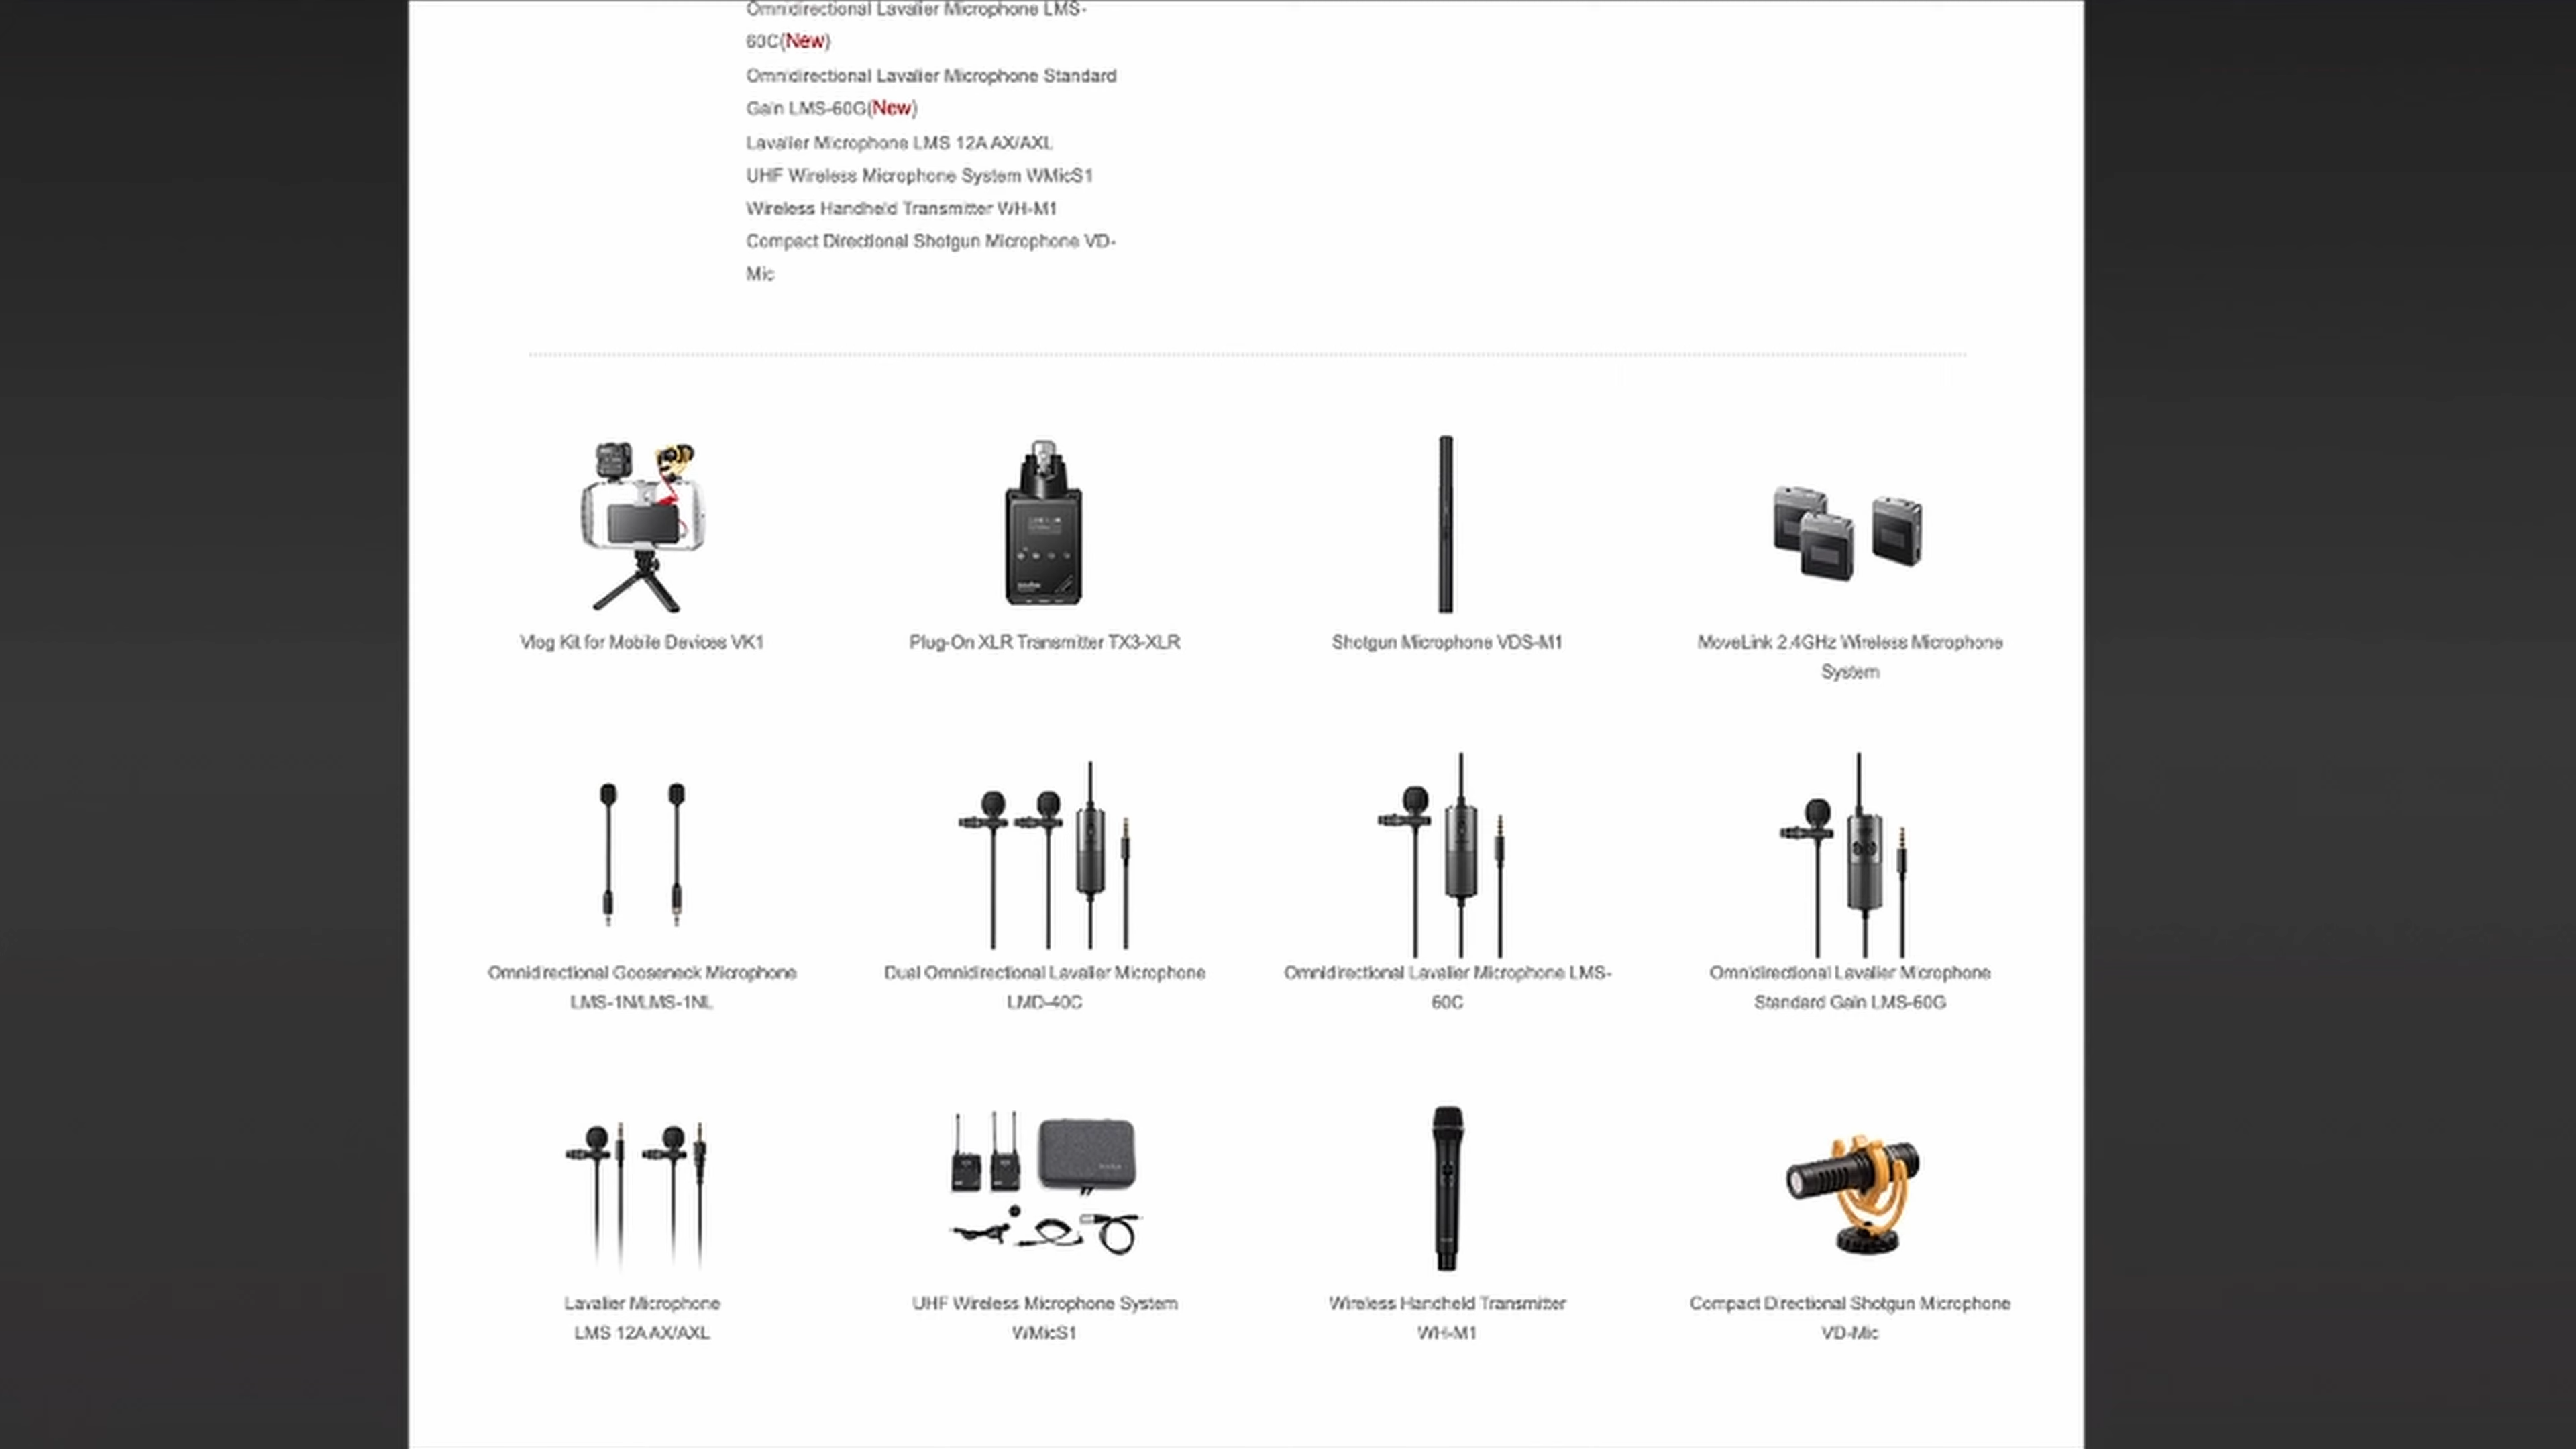 Omnidirectional Lavalier Microphone LMS-
60C(New)
Omnidirectional Lavalier Microphone Standard
Gain LMS-60G(New)
Lavalier Microphone LMS 12A AX/AXL
UHF Wireless Microphone System WMicS1
Wireless Handheld Transmitter WH-M1
Compact Directional Shotgun Microphone VD-
Mic
Vlog Kit for Mobile Devices VK1
Plug-On XLR Transmitter TX3-XLR
Shotgun Microphone VDS-M1
MoveLink 2.4GHz Wireless Microphone
System
Omnidirectional Gooseneck Microphone
LMS-1N/LMS-1NL
Dual Omnidirectional Lavalier Microphone
LMD-40C
Omnidirectional Lavalier Microphone LMS-
60C
Omnidirectional Lavalier Microphone
Standard Gain LMS-60G
Lavalier Microphone
LMS 12A AX/AXL
UHF Wireless Microphone System
WMicS1
Wireless Handheld Transmitter
WH-M1
Compact Directional Shotgun Microphone
VD-Mic